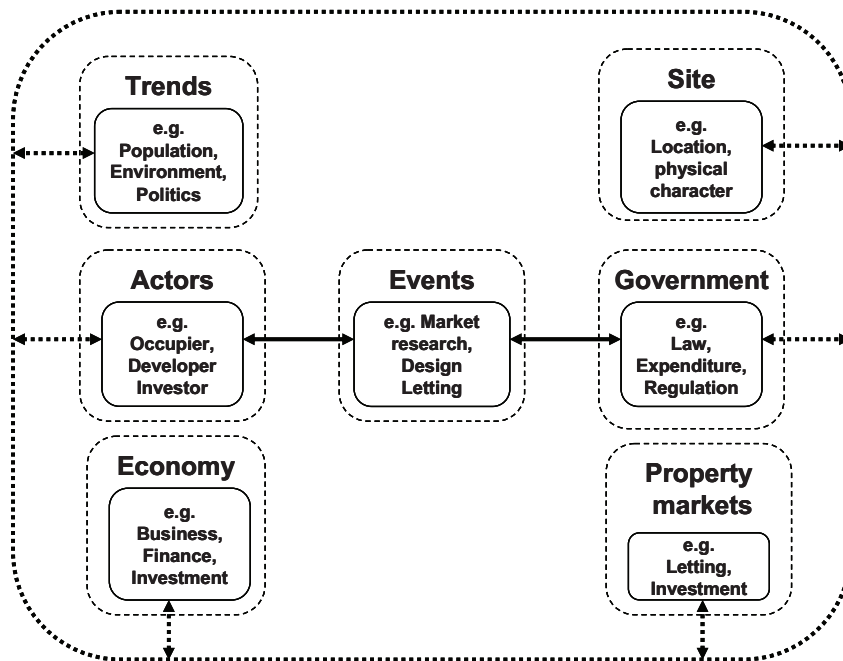 Trends
e.g.
Population,
Environment,
Politics
Site
e.g.
Location,
physical
character
Actors
e.g.
Occupier,
Developer
Investor
Events
e.g. Market
research,
Design
Letting
Government
e.g.
Law,
Expenditure,
Regulation
Economy
e.g.
Business,
Finance,
Investment
Property
markets
e.g.
Letting,
Investment